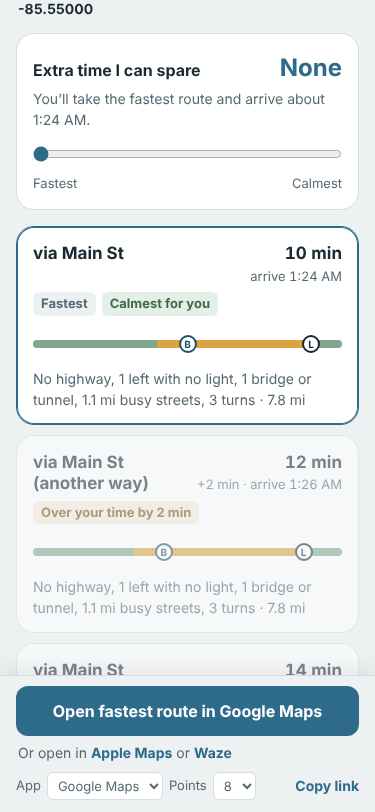 -85.55000
Extra time I can spare
None
You’ll take the fastest route and arrive about
1:24 AM.
Fastest
Calmest
via Main St
10 min
arrive 1:24 AM
Fastest
Calmest for you
B
L
No highway, 1 left with no light, 1 bridge or
tunnel, 1.1 mi busy streets, 3 turns · 7.8 mi
via Main St
12 min
(another way)
+2 min · arrive 1:26 AM
Over your time by 2 min
B
L
No highway, 1 left with no light, 1 bridge or
tunnel, 1.1 mi busy streets, 3 turns · 7.8 mi
via Main St
14 min
Open fastest route in Google Maps
Or open in Apple Maps or Waze
App
Google Maps
Points
8
Copy link